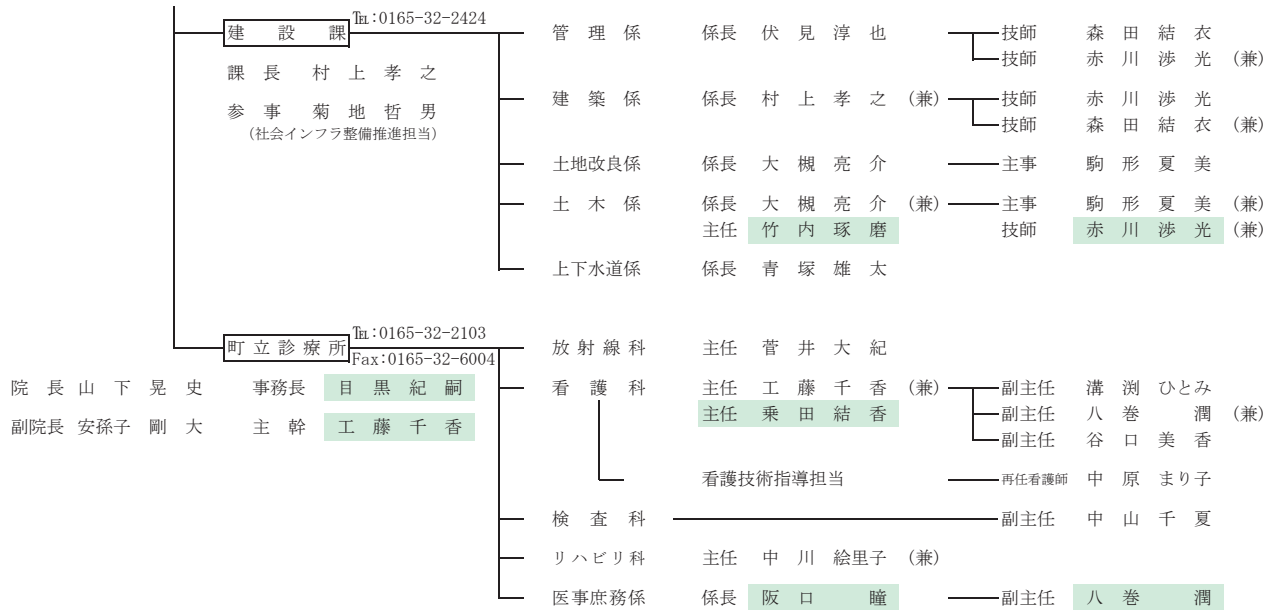 ℡:0165-32-2424
建設課 管理係 係長 伏見淳也 技師 森田結衣
技師 赤川渉光 (兼)
課長 村上孝之
建築係 係長 村上孝之 (兼) 技師 赤川渉光
参事 菊地哲男
技師 森田結衣 (兼)
(社会インフラ整備推進担当)
土地改良係 係長 大槻亮介 主事 駒形夏美
土木係 係長 大槻亮介 (兼) 主事 駒形夏美 (兼)
主任 竹内琢磨 技師 赤川渉光 (兼)
上下水道係 係長 青塚雄太
℡:0165-32-2103
町立診療所 放射線科 主任 菅井大紀
Fax:0165-32-6004
院長 山下晃史 事務長 目黒紀嗣 看護科 主任 工藤千香 (兼) 副主任 溝渕ひとみ
主任 乗田結香 副主任 八巻潤 (兼)
副院長 安孫子剛大 主幹 工藤千香
副主任 谷口美香
看護技術指導担当 再任看護師 中原まり子
検査科 副主任 中山千夏
リハビリ科 主任 中川絵里子 (兼)
医事庶務係 係長 阪口瞳 副主任 八巻潤